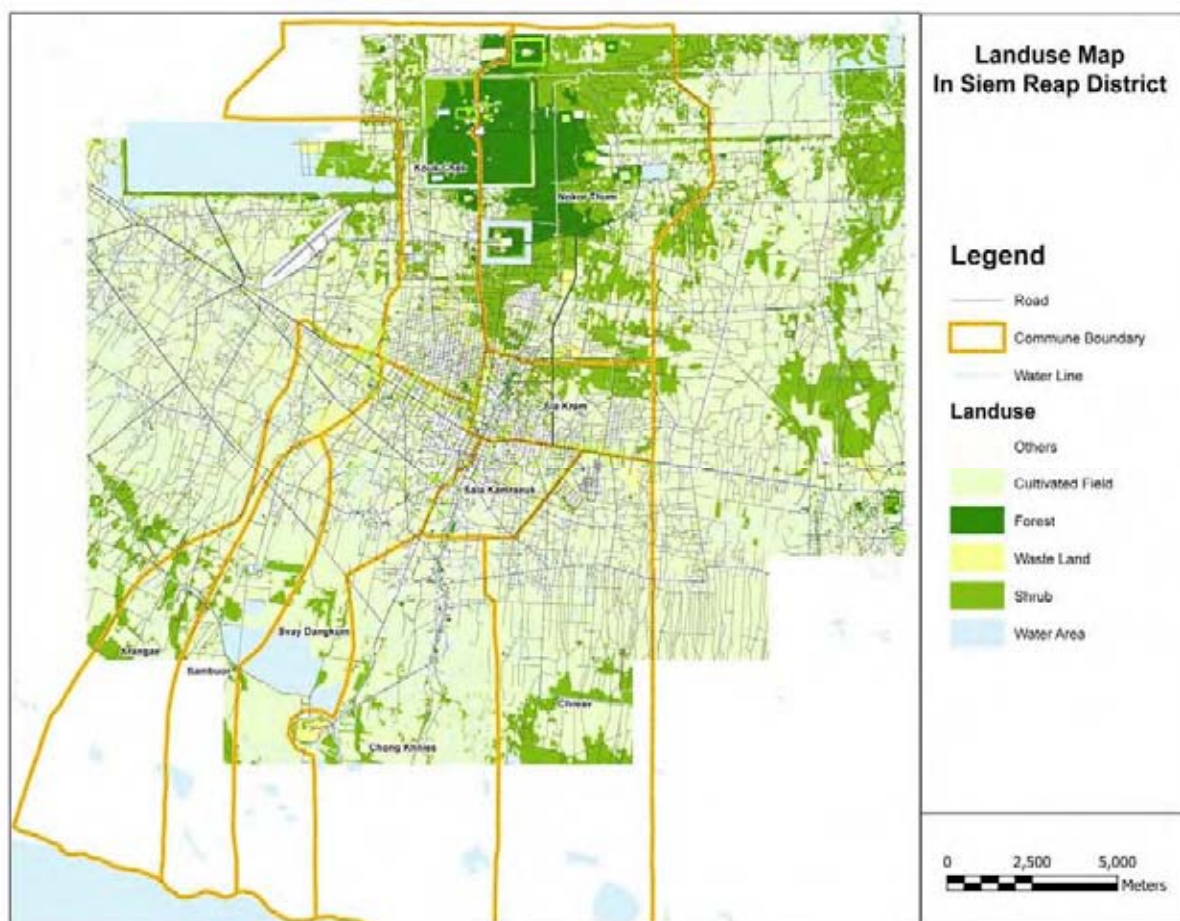 Landuse Map
In Siem Reap District
Legend
Road
Commune Boundary
Water Line
Landuse
Others
Cultivated Field
Forest
Waste Land
Shrub
Water Area
0 2,500 5,000
Meters
Nokor Thom
Sala Kamraeuk
Svay Dangkum
Sambuor
Chreav
Chong Khnies